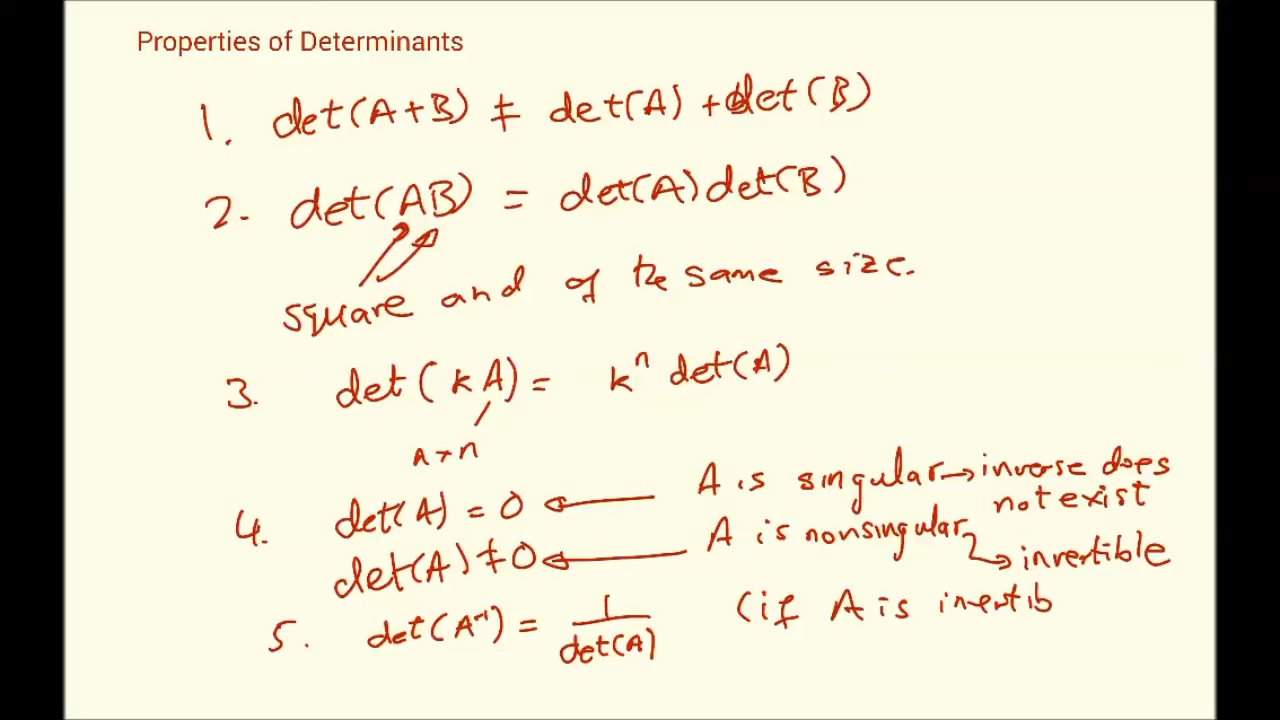 Properties of Determinants
1. det(A+B) ≠ det(A) + det(B)
2. det(AB) = det(A)det(B)
square and of the same size.
3. det(kA) = kⁿ det(A)
n×n
4. det(A) = 0 ← A is singular → inverse does not exist
det(A) ≠ 0 ← A is nonsingular → invertible
5. det(A⁻¹) = 1/det(A) (if A is inertib